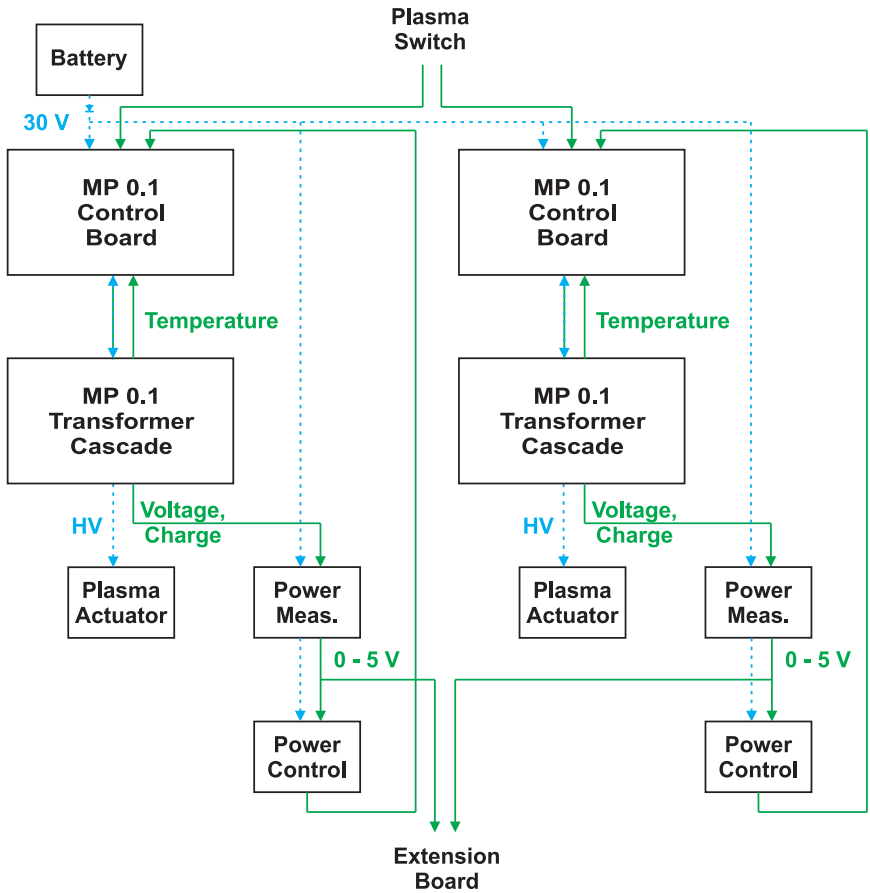 Plasma
Switch
Battery
30 V
MP 0.1
Control
Board
MP 0.1
Control
Board
Temperature
Temperature
MP 0.1
Transformer
Cascade
MP 0.1
Transformer
Cascade
HV
Voltage,
Charge
HV
Voltage,
Charge
Plasma
Actuator
Power
Meas.
Plasma
Actuator
Power
Meas.
0 - 5 V
0 - 5 V
Power
Control
Power
Control
Extension
Board